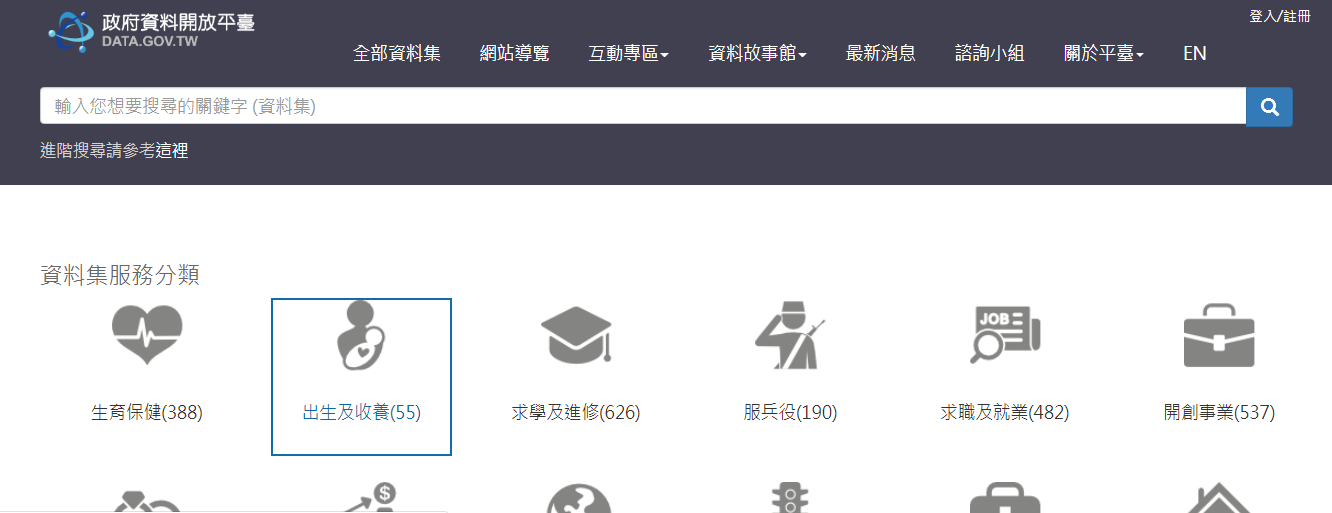 登入/註冊
政府資料開放平臺
DATA.GOV.TW
全部資料集 網站導覽 互動專區 資料故事館 最新消息 諮詢小組 關於平臺 EN
輸入您想要搜尋的關鍵字 (資料集)
進階搜尋請參考這裡
資料集服務分類
JOB
生育保健(388) 出生及收養(55) 求學及進修(626) 服兵役(190) 求職及就業(482) 開創事業(537)
$